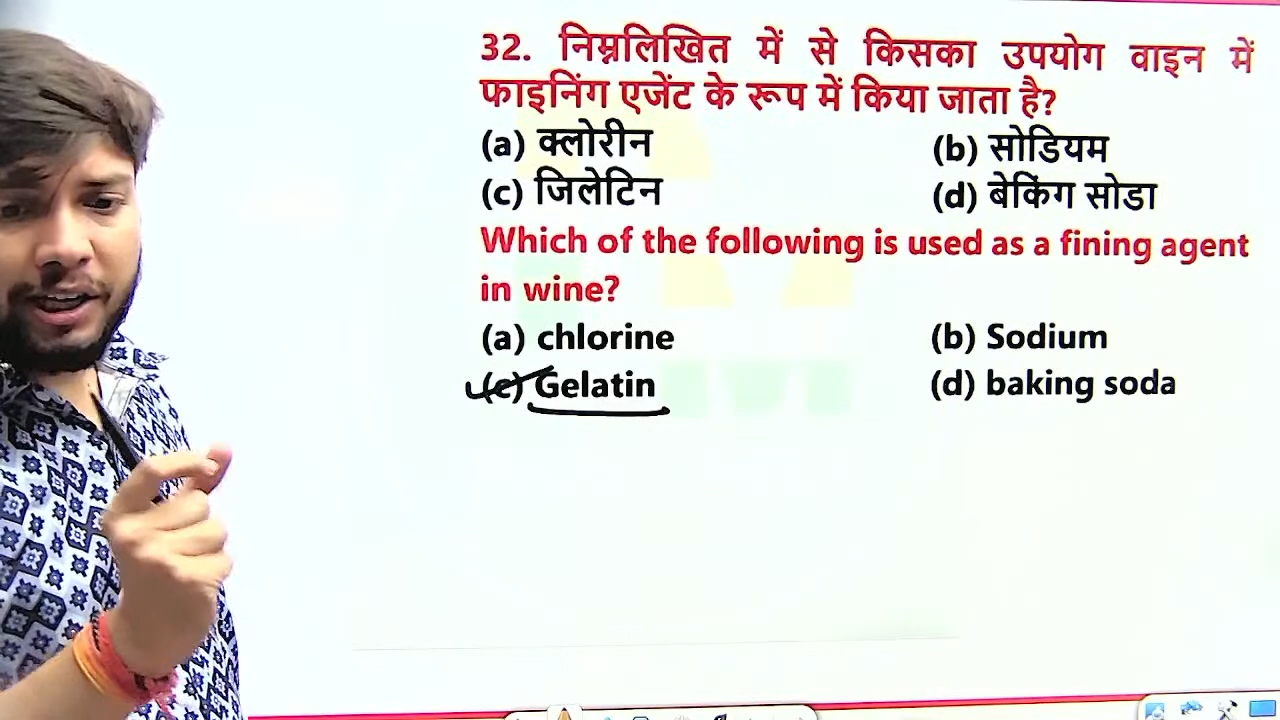 32. निम्नलिखित में से किसका उपयोग वाइन में
फाइनिंग एजेंट के रूप में किया जाता है?
(a) क्लोरीन (b) सोडियम
(c) जिलेटिन (d) बेकिंग सोडा
Which of the following is used as a fining agent
in wine?
(a) chlorine (b) Sodium
(c) Gelatin (d) baking soda